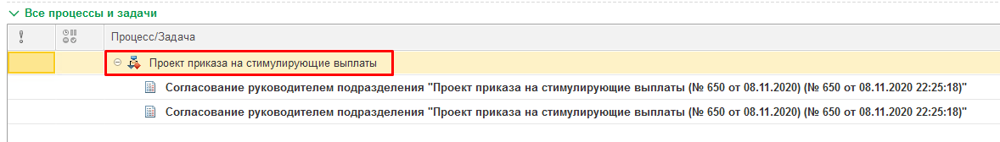 Все процессы и задачи
Процесс/Задача
Проект приказа на стимулирующие выплаты
Согласование руководителем подразделения "Проект приказа на стимулирующие выплаты (№ 650 от 08.11.2020) (№ 650 от 08.11.2020 22:25:18)"
Согласование руководителем подразделения "Проект приказа на стимулирующие выплаты (№ 650 от 08.11.2020) (№ 650 от 08.11.2020 22:25:18)"